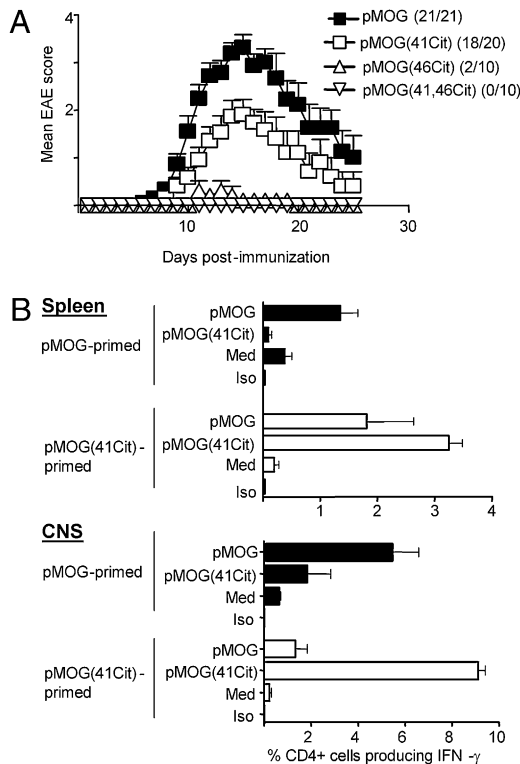 A
4
2
Mean EAE score
10
20
30
Days post-immunization
pMOG (21/21)
pMOG(41Cit) (18/20)
pMOG(46Cit) (2/10)
pMOG(41,46Cit) (0/10)
B
Spleen
pMOG-primed
pMOG
pMOG(41Cit)
Med
Iso
pMOG(41Cit)-
primed
pMOG
pMOG(41Cit)
Med
Iso
1
2
3
4
CNS
pMOG-primed
pMOG
pMOG(41Cit)
Med
Iso
pMOG(41Cit)-
primed
pMOG
pMOG(41Cit)
Med
Iso
2
4
6
8
10
% CD4+ cells producing IFN -γ